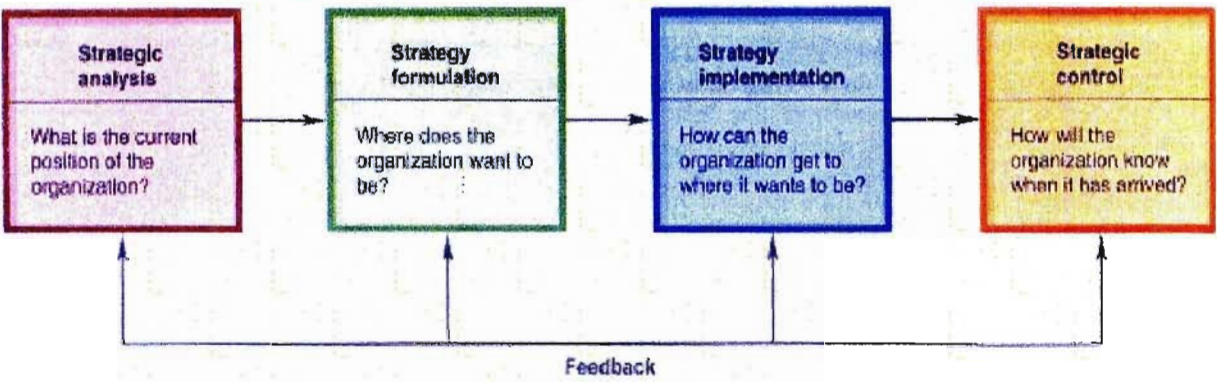 Strategic
analysis
What is the current
position of the
organization?
Strategy
formulation
Where does the
organization want to
be?
Strategy
implementation
How can the
organization get to
where it wants to be?
Strategic
control
How will the
organization know
when it has arrived?
Feedback